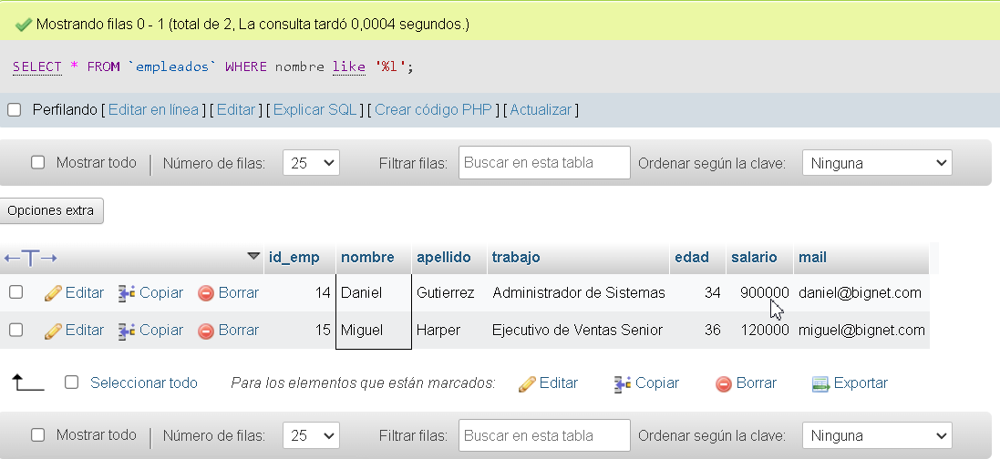 Mostrando filas 0 - 1 (total de 2, La consulta tardó 0,0004 segundos.)
SELECT * FROM `empleados` WHERE nombre like '%l';
Perfilando [ Editar en línea ] [ Editar ] [ Explicar SQL ] [ Crear código PHP ] [ Actualizar ]
Mostrar todo | Número de filas: 25 Filtrar filas: Buscar en esta tabla Ordenar según la clave: Ninguna
Opciones extra
←T→ id_emp nombre apellido trabajo edad salario mail
Editar Copiar Borrar 14 Daniel Gutierrez Administrador de Sistemas 34 900000 daniel@bignet.com
Editar Copiar Borrar 15 Miguel Harper Ejecutivo de Ventas Senior 36 120000 miguel@bignet.com
Seleccionar todo Para los elementos que están marcados: Editar Copiar Borrar Exportar
Mostrar todo | Número de filas: 25 Filtrar filas: Buscar en esta tabla Ordenar según la clave: Ninguna